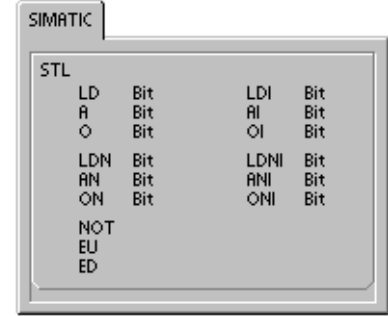 SIMATIC
STL
LD Bit LDI Bit
A Bit AI Bit
O Bit OI Bit
LDN Bit LDNI Bit
AN Bit ANI Bit
ON Bit ONI Bit
NOT
EU
ED